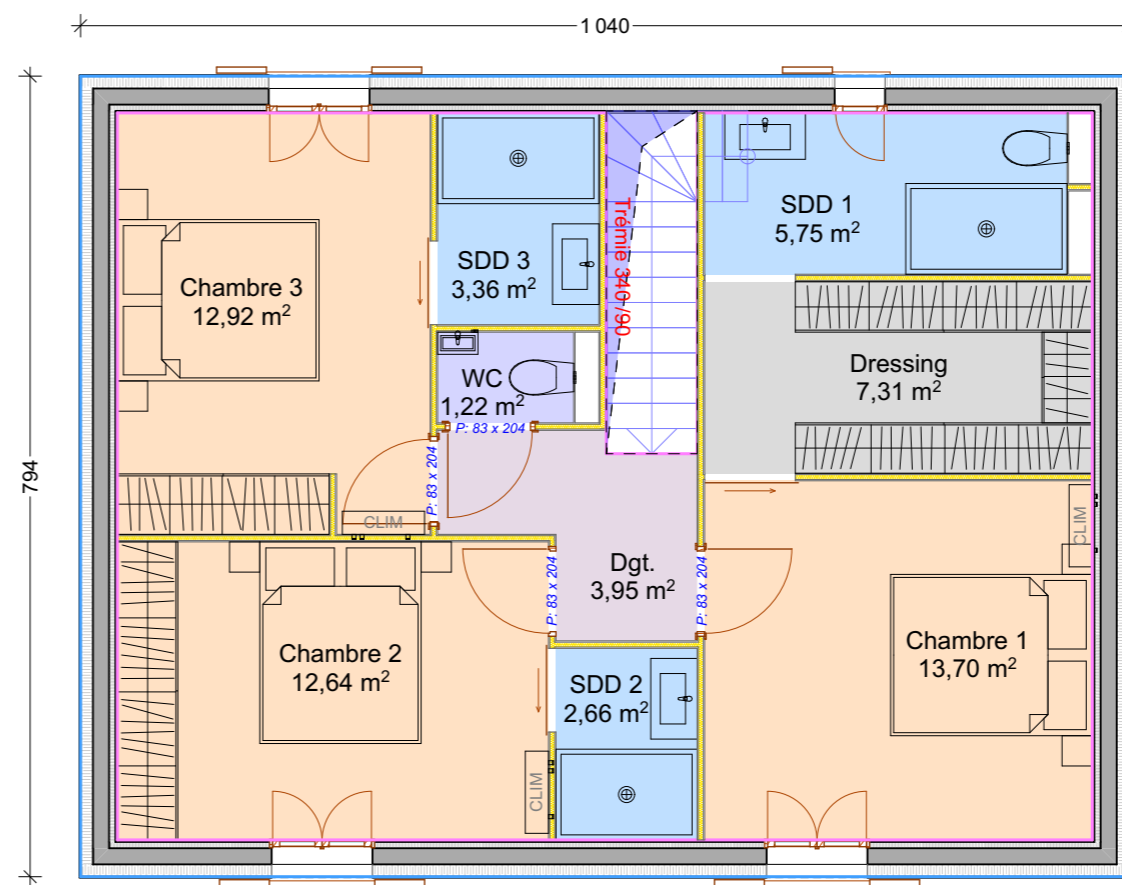 1 040
794
Chambre 3
12,92 m²
SDD 3
3,36 m²
Trémie 340/90
SDD 1
5,75 m²
WC
1,22 m²
P: 83 x 204
Dressing
7,31 m²
P: 83 x 204
CLIM
CLIM
Dgt.
3,95 m²
P: 83 x 204
P: 83 x 204
Chambre 2
12,64 m²
Chambre 1
13,70 m²
SDD 2
2,66 m²
CLIM